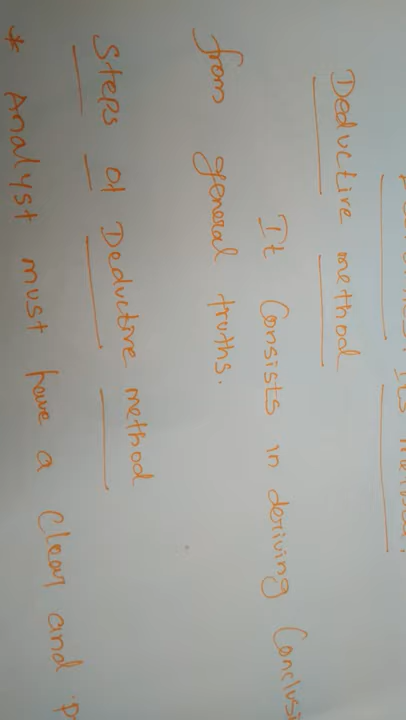 Deductive method
It Consists in deriving
from general truths.
Steps of Deductive method
* Analyst must have a Clear and